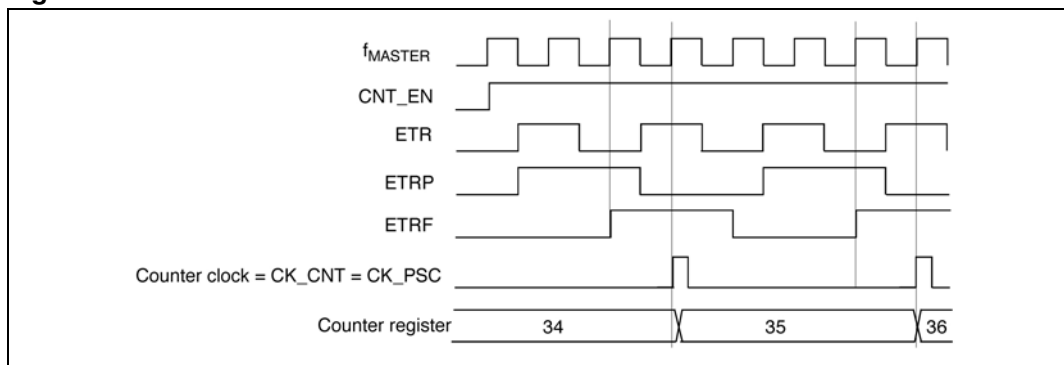 fMASTER
CNT_EN
ETR
ETRP
ETRF
Counter clock = CK_CNT = CK_PSC
Counter register 34 35 36